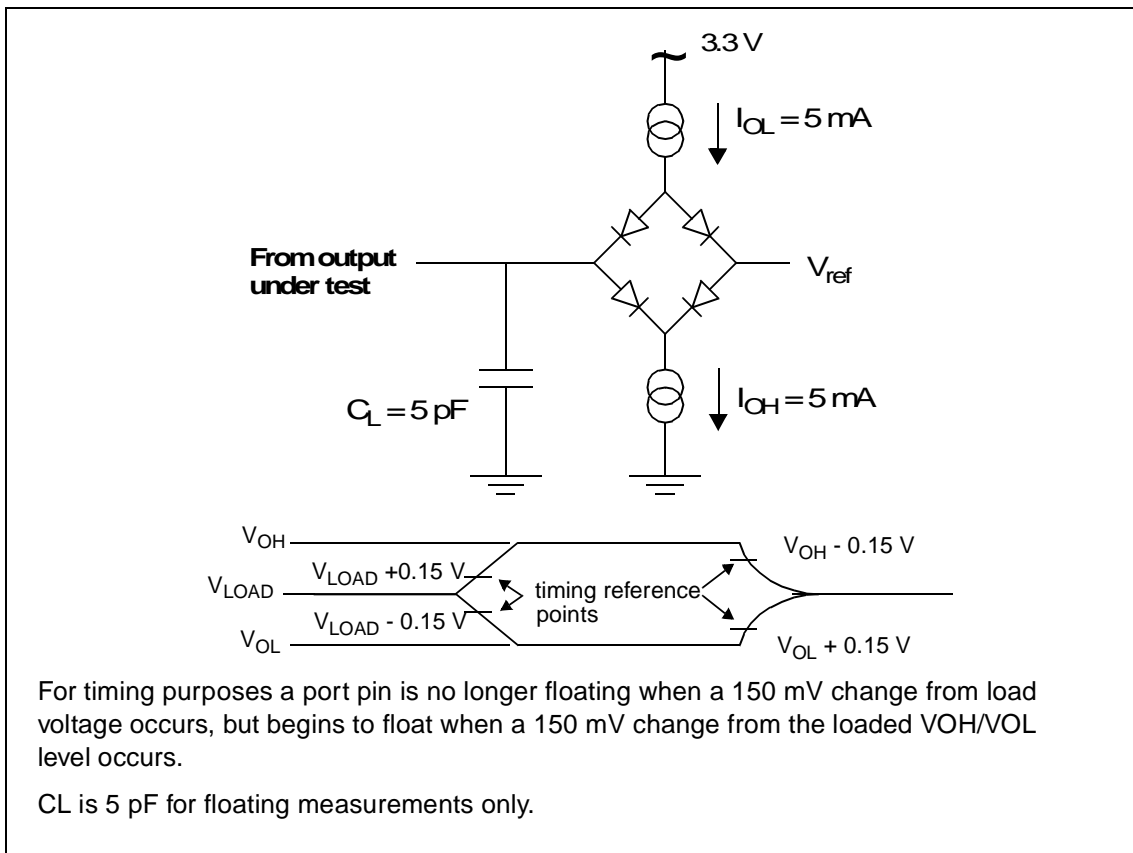 3.3 V
I_OL = 5 mA
From output
under test
V_ref
C_L = 5 pF
I_OH = 5 mA
V_OH
V_OH - 0.15 V
V_LOAD +0.15 V
V_LOAD
timing reference
points
V_LOAD - 0.15 V
V_OL
V_OL + 0.15 V
For timing purposes a port pin is no longer floating when a 150 mV change from load
voltage occurs, but begins to float when a 150 mV change from the loaded VOH/VOL
level occurs.
CL is 5 pF for floating measurements only.